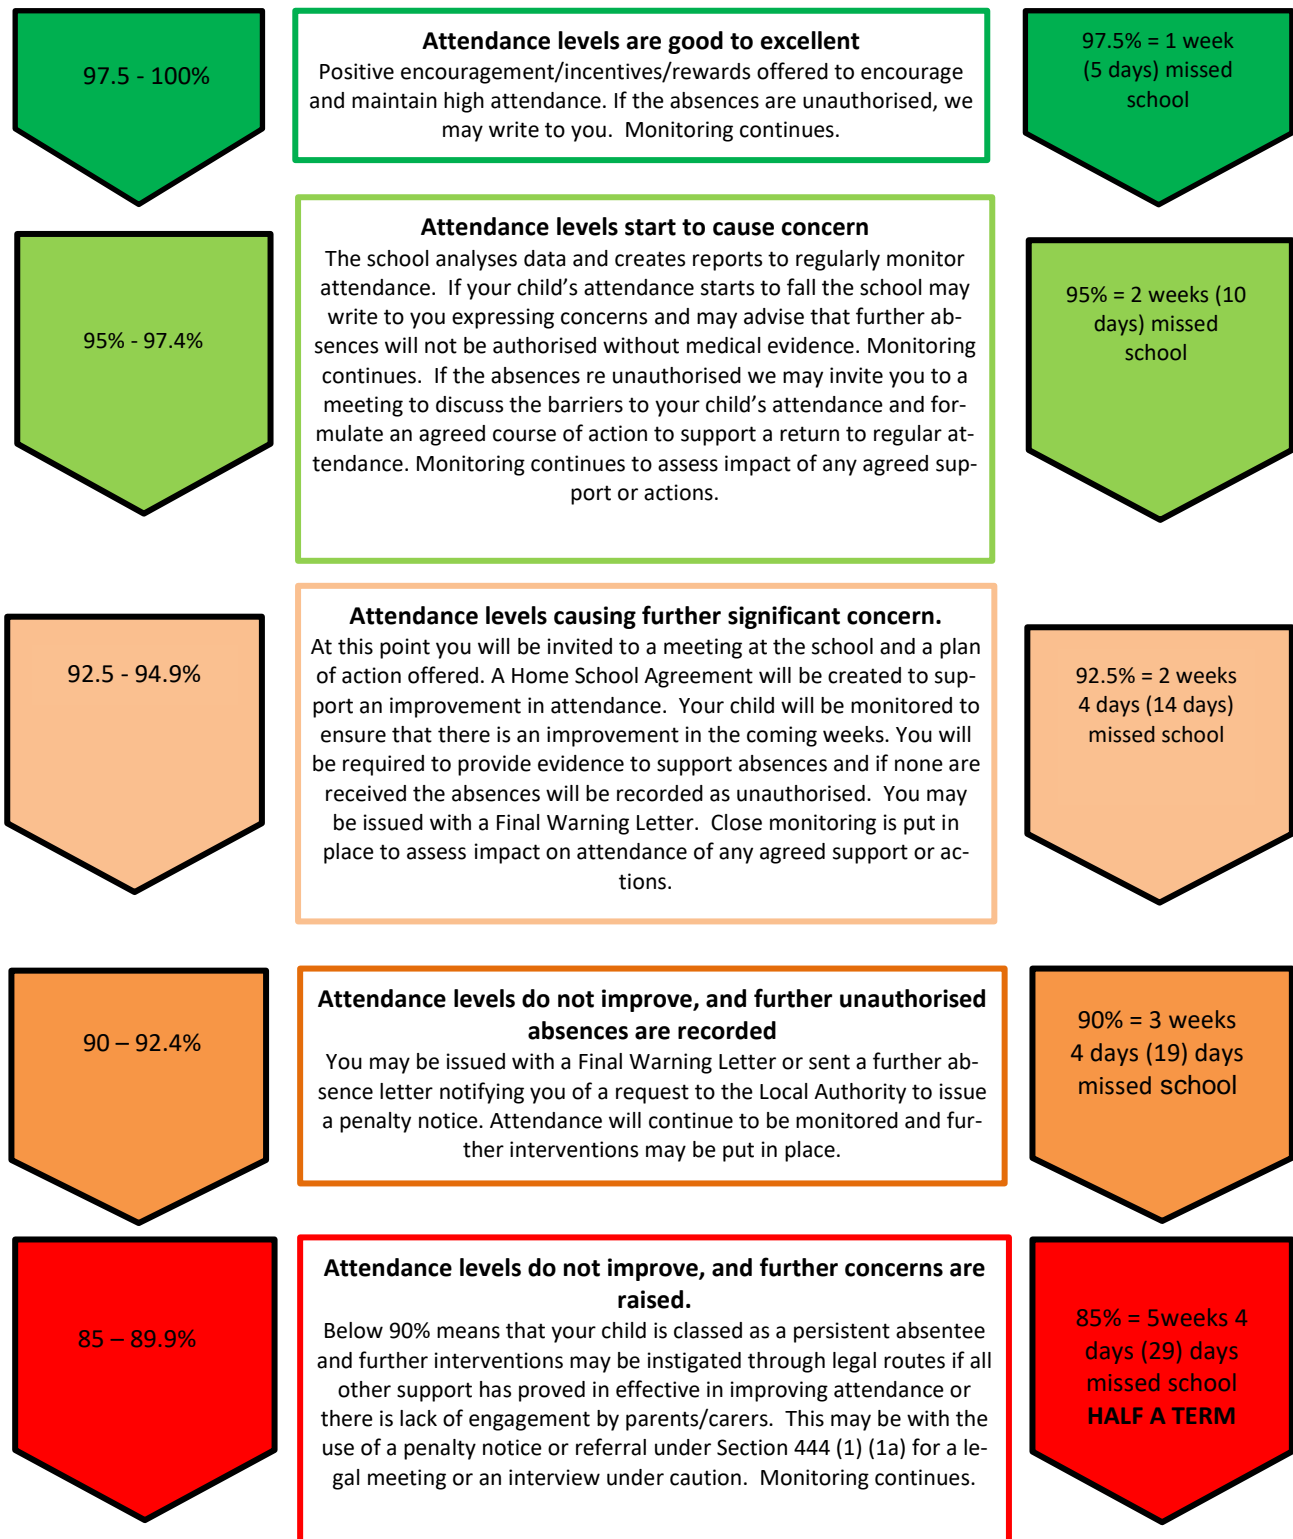 97.5 - 100%
Attendance levels are good to excellent
Positive encouragement/incentives/rewards offered to encourage
and maintain high attendance. If the absences are unauthorised, we
may write to you.  Monitoring continues.
97.5% = 1 week
(5 days) missed
school
95% - 97.4%
Attendance levels start to cause concern
The school analyses data and creates reports to regularly monitor
attendance.  If your child’s attendance starts to fall the school may
write to you expressing concerns and may advise that further ab-
sences will not be authorised without medical evidence. Monitoring
continues.  If the absences re unauthorised we may invite you to a
meeting to discuss the barriers to your child’s attendance and for-
mulate an agreed course of action to support a return to regular at-
tendance. Monitoring continues to assess impact of any agreed sup-
port or actions.
95% = 2 weeks (10
days) missed
school
92.5 - 94.9%
Attendance levels causing further significant concern.
At this point you will be invited to a meeting at the school and a plan
of action offered. A Home School Agreement will be created to sup-
port an improvement in attendance.  Your child will be monitored to
ensure that there is an improvement in the coming weeks. You will
be required to provide evidence to support absences and if none are
received the absences will be recorded as unauthorised.  You may
be issued with a Final Warning Letter.  Close monitoring is put in
place to assess impact on attendance of any agreed support or ac-
tions.
92.5% = 2 weeks
4 days (14 days)
missed school
90 – 92.4%
Attendance levels do not improve, and further unauthorised
absences are recorded
You may be issued with a Final Warning Letter or sent a further ab-
sence letter notifying you of a request to the Local Authority to issue
a penalty notice. Attendance will continue to be monitored and fur-
ther interventions may be put in place.
90% = 3 weeks
4 days (19) days
missed school
85 – 89.9%
Attendance levels do not improve, and further concerns are
raised.
Below 90% means that your child is classed as a persistent absentee
and further interventions may be instigated through legal routes if all
other support has proved in effective in improving attendance or
there is lack of engagement by parents/carers.  This may be with the
use of a penalty notice or referral under Section 444 (1) (1a) for a le-
gal meeting or an interview under caution.  Monitoring continues.
85% = 5weeks 4
days (29) days
missed school
HALF A TERM